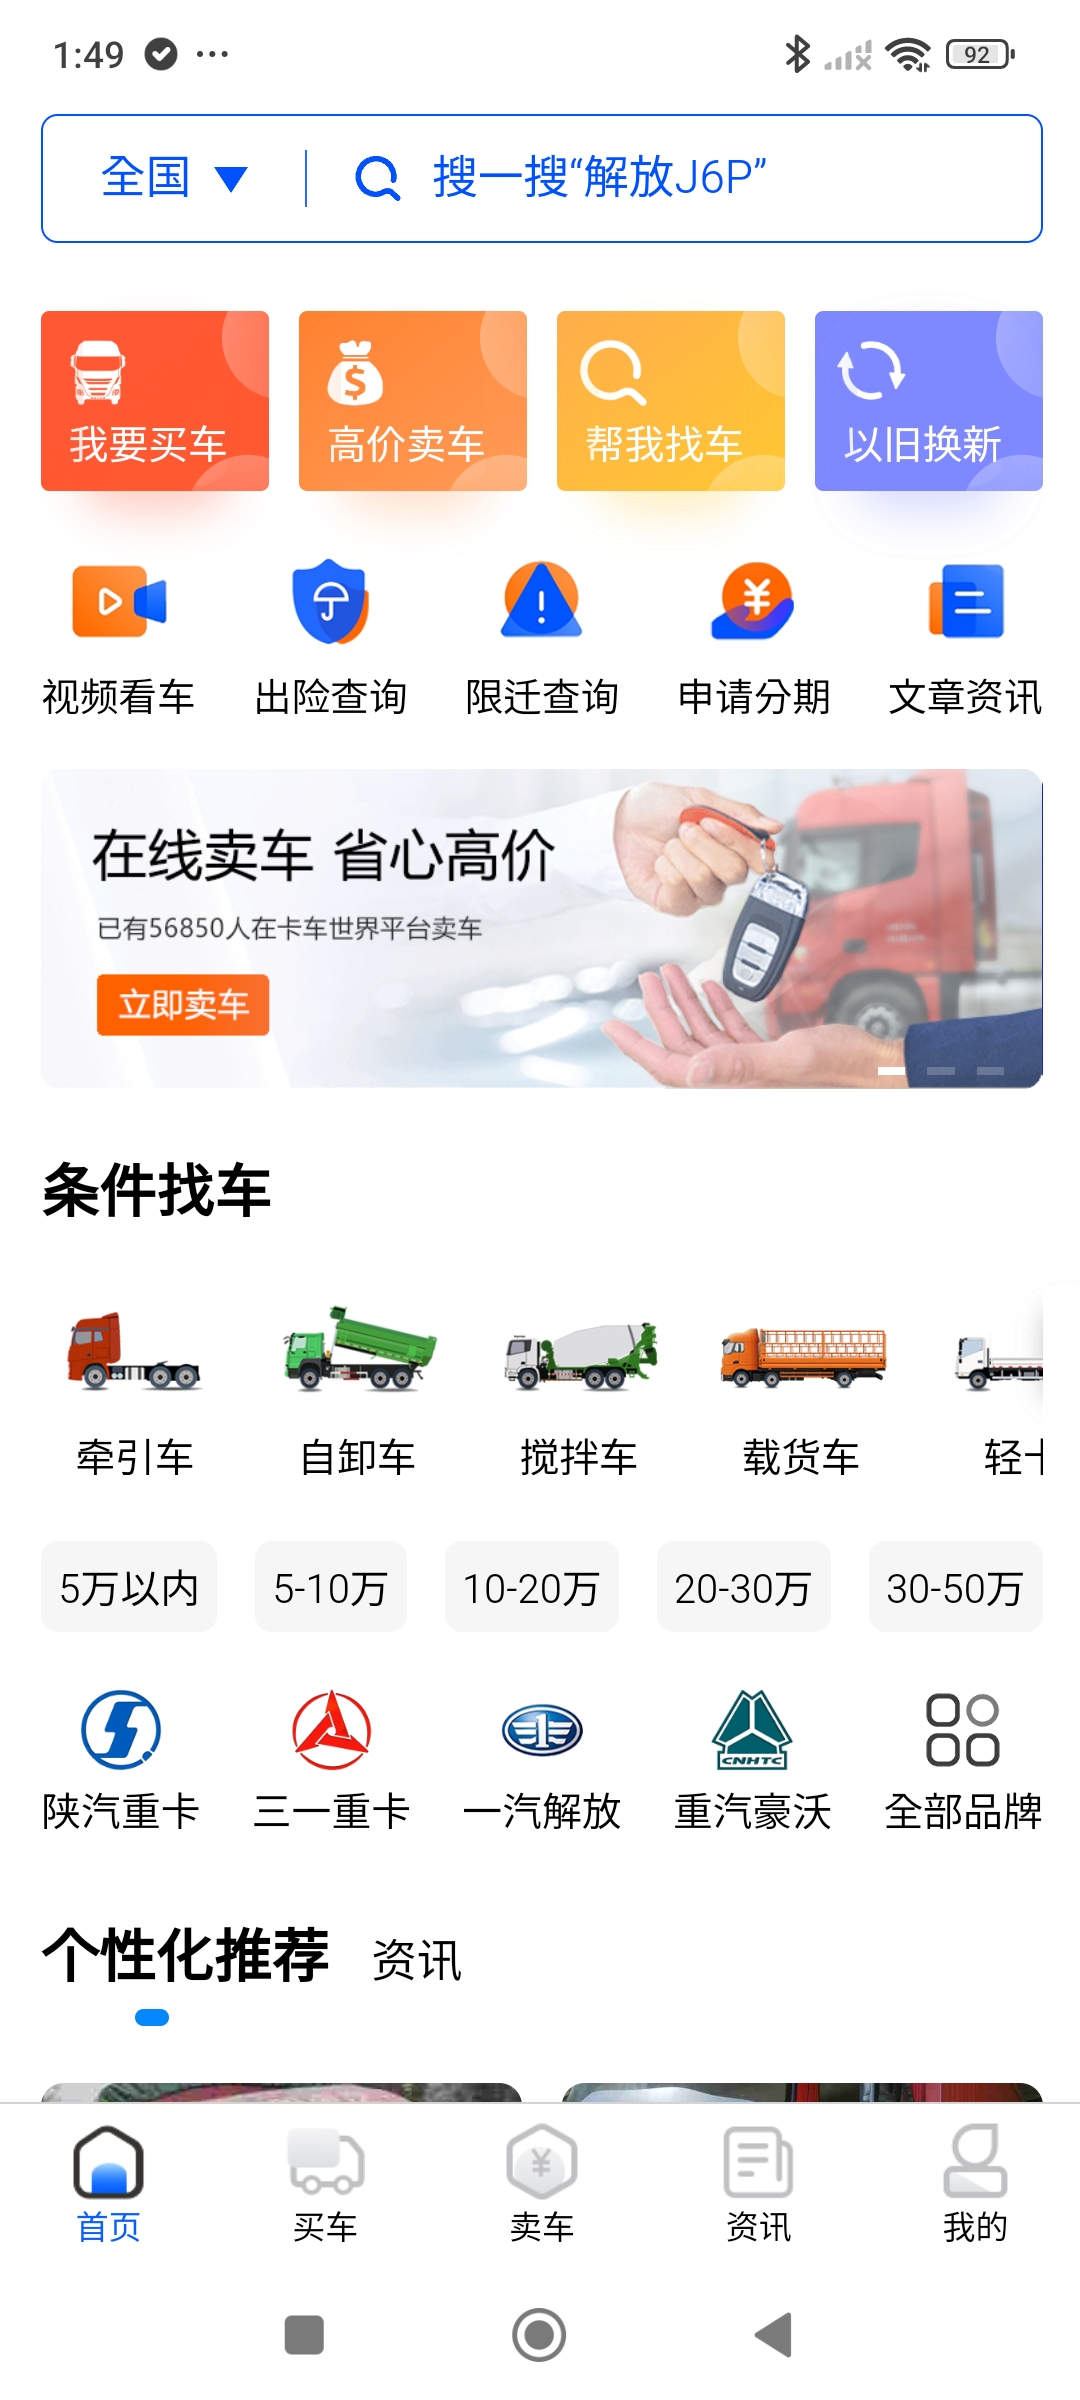 1:49
92
全国
搜一搜“解放J6P”
我要买车
高价卖车
帮我找车
以旧换新
视频看车
出险查询
限迁查询
申请分期
文章资讯
在线卖车 省心高价
已有56850人在卡车世界平台卖车
立即卖车
条件找车
牵引车
自卸车
搅拌车
载货车
轻卡
5万以内
5-10万
10-20万
20-30万
30-50万
CNHTC
陕汽重卡
三一重卡
一汽解放
重汽豪沃
全部品牌
个性化推荐
资讯
首页
买车
卖车
资讯
我的